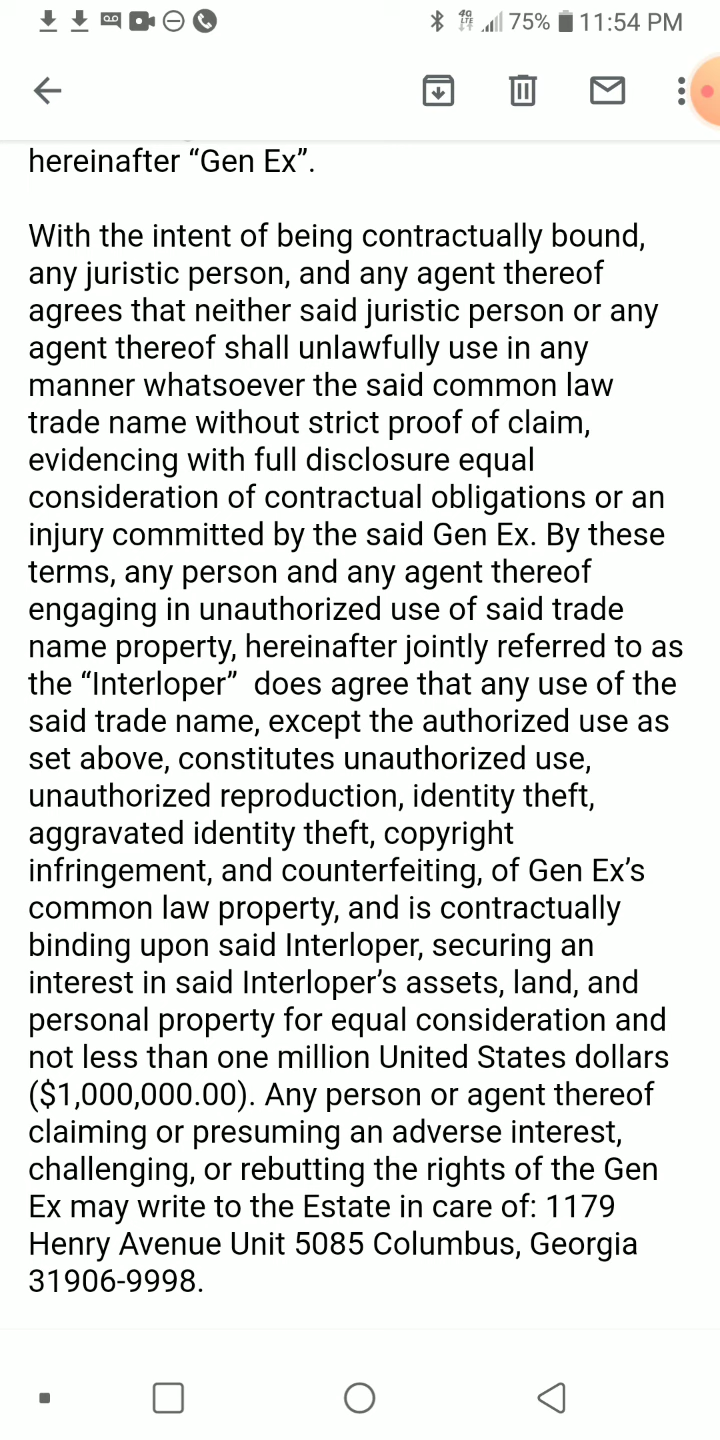 75% 11:54 PM
hereinafter “Gen Ex”.
With the intent of being contractually bound,
any juristic person, and any agent thereof
agrees that neither said juristic person or any
agent thereof shall unlawfully use in any
manner whatsoever the said common law
trade name without strict proof of claim,
evidencing with full disclosure equal
consideration of contractual obligations or an
injury committed by the said Gen Ex. By these
terms, any person and any agent thereof
engaging in unauthorized use of said trade
name property, hereinafter jointly referred to as
the “Interloper”  does agree that any use of the
said trade name, except the authorized use as
set above, constitutes unauthorized use,
unauthorized reproduction, identity theft,
aggravated identity theft, copyright
infringement, and counterfeiting, of Gen Ex’s
common law property, and is contractually
binding upon said Interloper, securing an
interest in said Interloper’s assets, land, and
personal property for equal consideration and
not less than one million United States dollars
($1,000,000.00). Any person or agent thereof
claiming or presuming an adverse interest,
challenging, or rebutting the rights of the Gen
Ex may write to the Estate in care of: 1179
Henry Avenue Unit 5085 Columbus, Georgia
31906-9998.